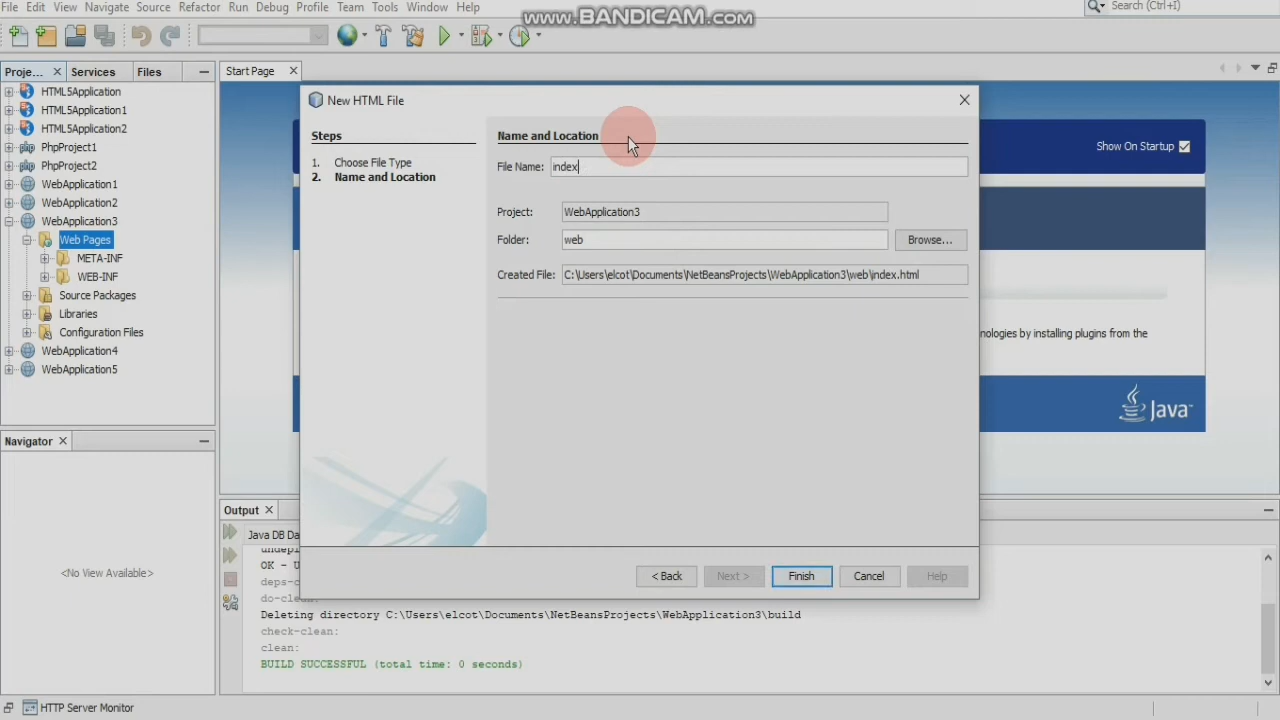 www.BANDICAM.com
File Edit View Navigate Source Refactor Run Debug Profile Team Tools Window Help
Search (Ctrl+I)
Proje... Services Files
Start Page
HTML5Application
HTML5Application1
HTML5Application2
PhpProject1
PhpProject2
WebApplication1
WebApplication2
WebApplication3
Web Pages
META-INF
WEB-INF
Source Packages
Libraries
Configuration Files
WebApplication4
WebApplication5
Navigator
<No View Available>
New HTML File
Steps
1. Choose File Type
2. Name and Location
Name and Location
File Name: index
Project: WebApplication3
Folder: web
Browse...
Created File: C:\Users\elcot\Documents\NetBeansProjects\WebApplication3\web\index.html
< Back Next > Finish Cancel Help
Show On Startup
nologies by installing plugins from the
Java™
Output
Java DB Da
undepl
OK - U
deps-c
do-clean:
Deleting directory C:\Users\elcot\Documents\NetBeansProjects\WebApplication3\build
check-clean:
clean:
BUILD SUCCESSFUL (total time: 0 seconds)
HTTP Server Monitor